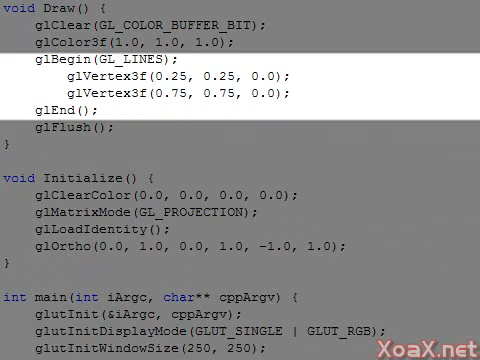 void Draw() {
glClear(GL_COLOR_BUFFER_BIT);
glColor3f(1.0, 1.0, 1.0);
glBegin(GL_LINES);
glVertex3f(0.25, 0.25, 0.0);
glVertex3f(0.75, 0.75, 0.0);
glEnd();
glFlush();
}
void Initialize() {
glClearColor(0.0, 0.0, 0.0, 0.0);
glMatrixMode(GL_PROJECTION);
glLoadIdentity();
glOrtho(0.0, 1.0, 0.0, 1.0, -1.0, 1.0);
}
int main(int iArgc, char** cppArgv) {
glutInit(&iArgc, cppArgv);
glutInitDisplayMode(GLUT_SINGLE | GLUT_RGB);
glutInitWindowSize(250, 250);
XoaX.net